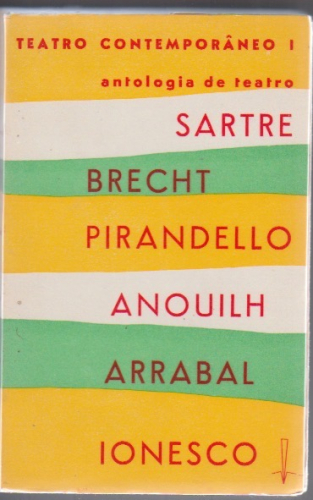 TEATRO CONTEMPORÂNEO I
antologia de teatro
SARTRE
BRECHT
PIRANDELLO
ANOUILH
ARRABAL
IONESCO